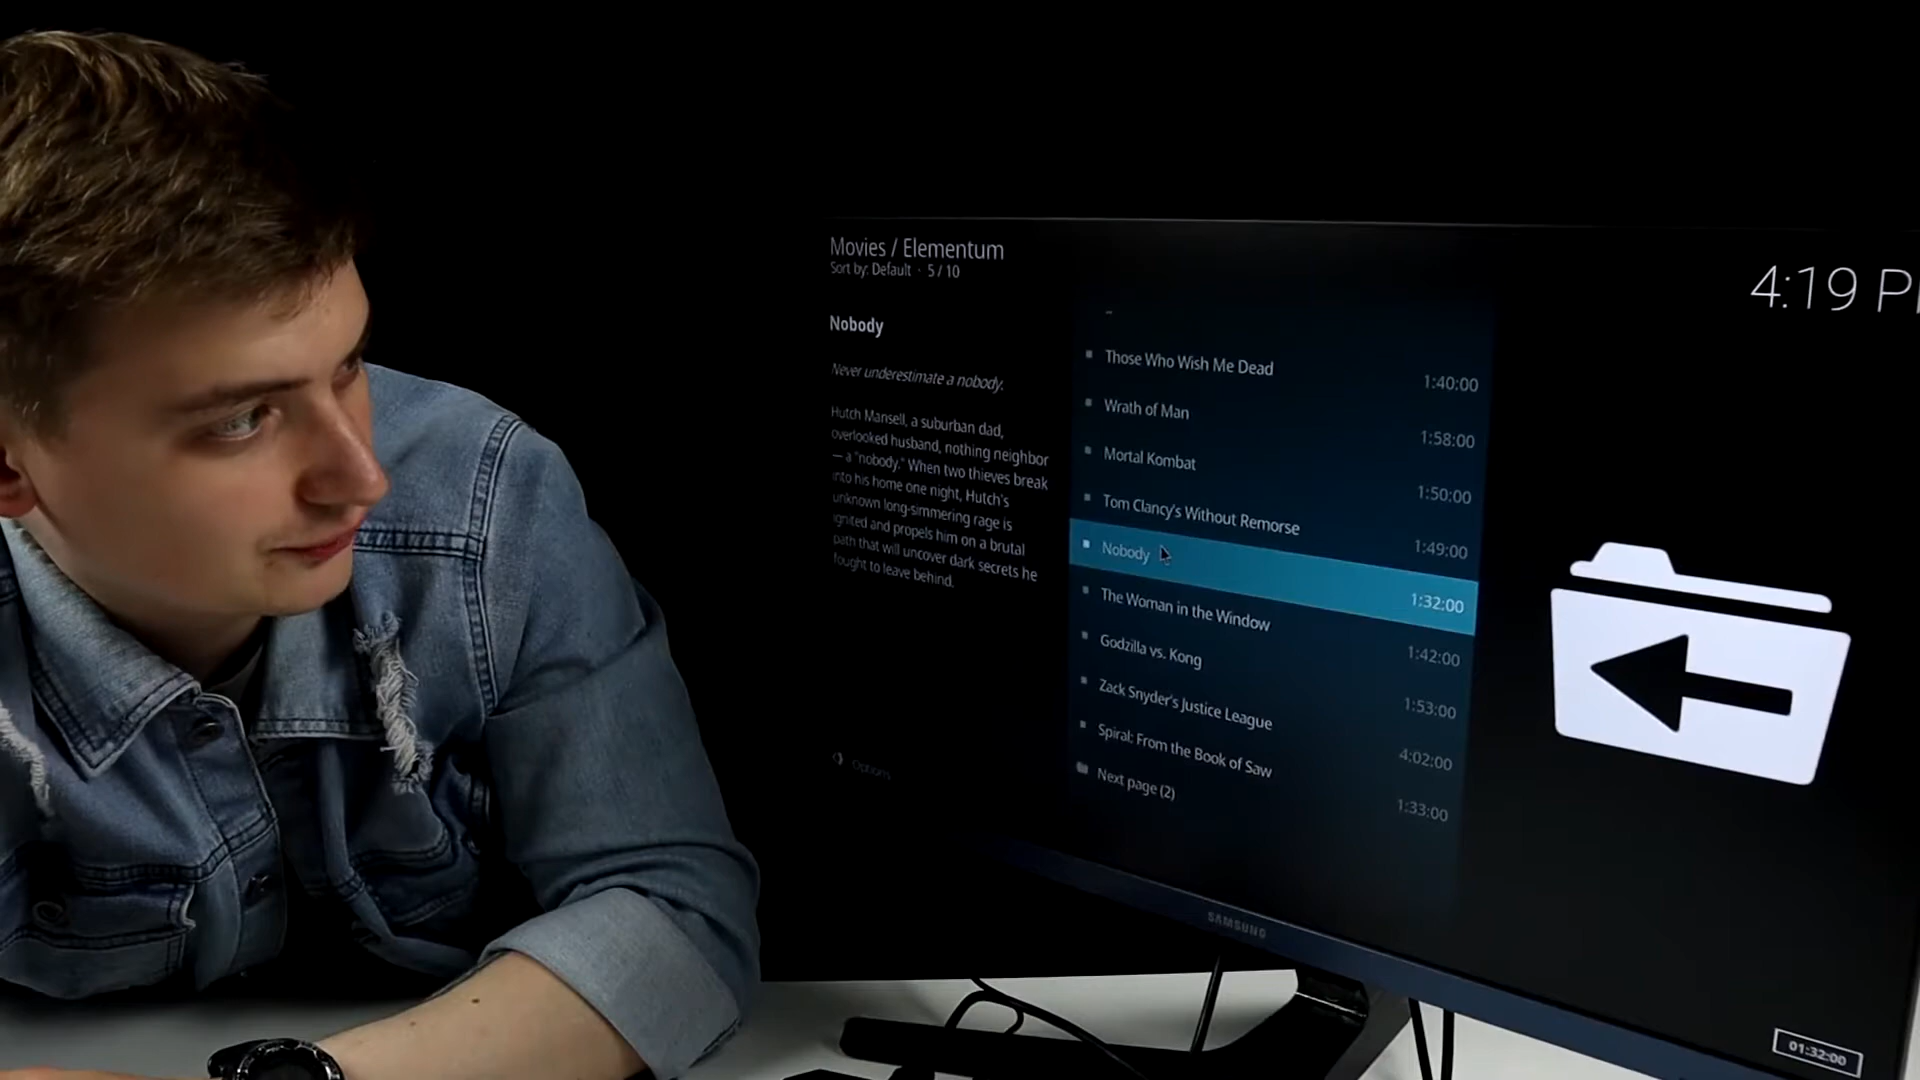 Movies / Elementum
Sort by: Default · 5 / 10
4:19 P
Nobody
Never underestimate a nobody.
Hutch Mansell, a suburban dad,
overlooked husband, nothing neighbor
— a "nobody." When two thieves break
into his home one night, Hutch's
unknown long-simmering rage is
ignited and propels him on a brutal
path that will uncover dark secrets he
fought to leave behind.
Options
Those Who Wish Me Dead
1:40:00
Wrath of Man
1:58:00
Mortal Kombat
1:50:00
Tom Clancy's Without Remorse
1:49:00
Nobody
1:32:00
The Woman in the Window
1:42:00
Godzilla vs. Kong
1:53:00
Zack Snyder's Justice League
4:02:00
Spiral: From the Book of Saw
1:33:00
Next page (2)
SAMSUNG
01:32:00